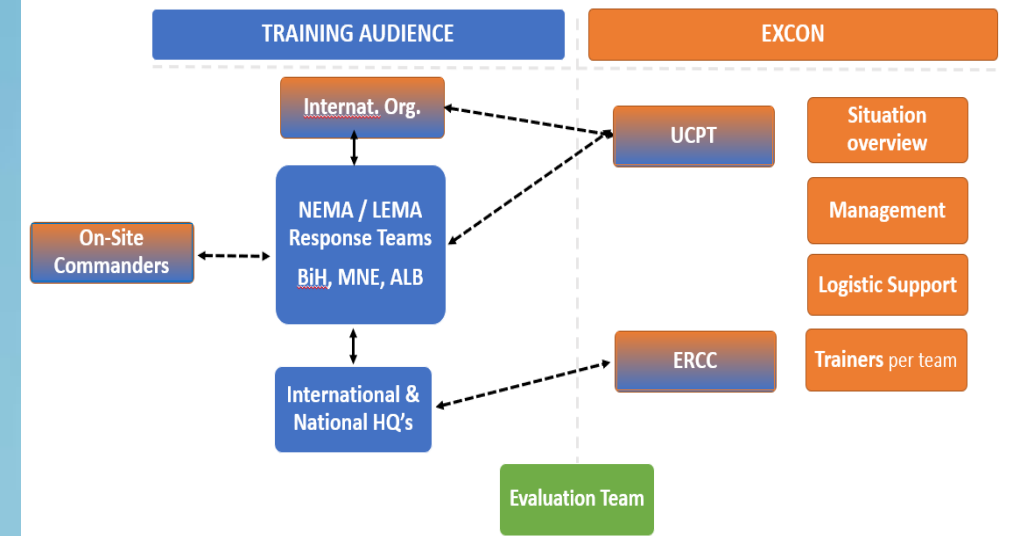 TRAINING AUDIENCE
EXCON
Internat. Org.
UCPT
Situation
overview
NEMA / LEMA
Response Teams
BiH, MNE, ALB
Management
On-Site
Commanders
Logistic Support
ERCC
Trainers per team
International &
National HQ's
Evaluation Team